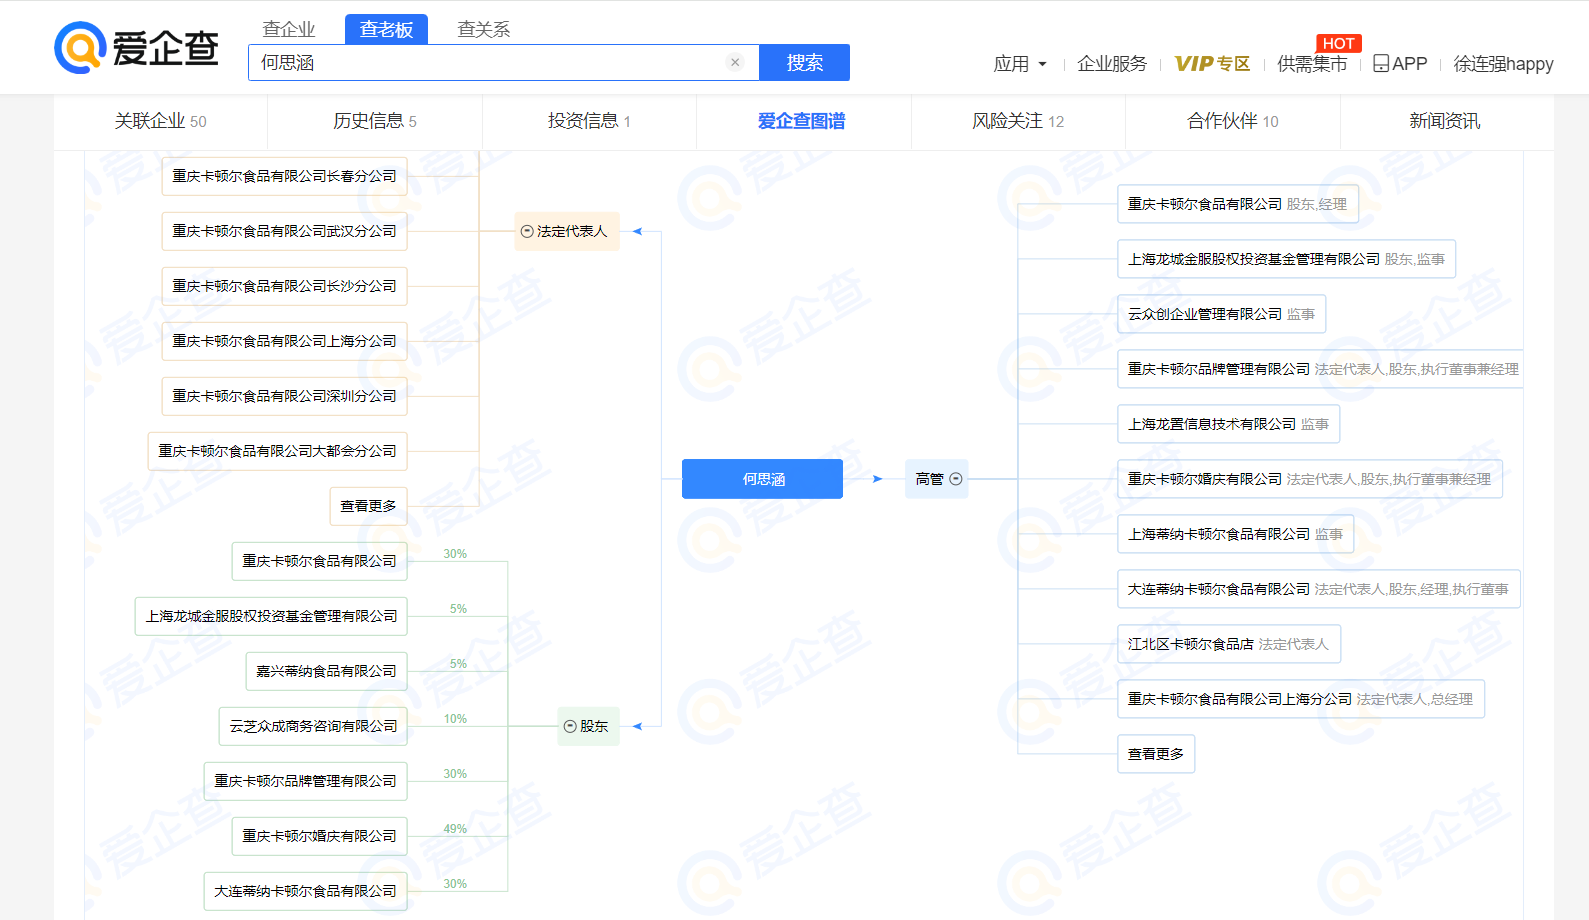 爱企查
查企业 查老板 查关系
何思涵 × 搜索
应用 企业服务 VIP专区 供需集市 HOT APP 徐连强happy
关联企业 50 历史信息 5 投资信息 1 爱企查图谱 风险关注 12 合作伙伴 10 新闻资讯
重庆卡顿尔食品有限公司长春分公司
重庆卡顿尔食品有限公司武汉分公司
重庆卡顿尔食品有限公司长沙分公司
重庆卡顿尔食品有限公司上海分公司
重庆卡顿尔食品有限公司深圳分公司
重庆卡顿尔食品有限公司大都会分公司
查看更多
法定代表人
重庆卡顿尔食品有限公司 30%
上海龙城金服股权投资基金管理有限公司 5%
嘉兴蒂纳食品有限公司 5%
云芝众成商务咨询有限公司 10%
重庆卡顿尔品牌管理有限公司 30%
重庆卡顿尔婚庆有限公司 49%
大连蒂纳卡顿尔食品有限公司 30%
股东
何思涵
高管
重庆卡顿尔食品有限公司 股东,经理
上海龙城金服股权投资基金管理有限公司 股东,监事
云众创企业管理有限公司 监事
重庆卡顿尔品牌管理有限公司 法定代表人,股东,执行董事兼经理
上海龙置信息技术有限公司 监事
重庆卡顿尔婚庆有限公司 法定代表人,股东,执行董事兼经理
上海蒂纳卡顿尔食品有限公司 监事
大连蒂纳卡顿尔食品有限公司 法定代表人,股东,经理,执行董事
江北区卡顿尔食品店 法定代表人
重庆卡顿尔食品有限公司上海分公司 法定代表人,总经理
查看更多